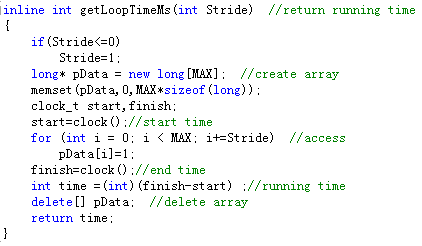 inline int getLoopTimeMs(int Stride)  //return running time
{
    if(Stride<=0)
        Stride=1;
    long* pData = new long[MAX];  //create array
    memset(pData,0,MAX*sizeof(long));
    clock_t start,finish;
    start=clock();//start time
    for (int i = 0; i < MAX; i+=Stride)  //access
        pData[i]=1;
    finish=clock();//end time
    int time =(int)(finish-start) ;//running time
    delete[] pData;  //delete array
    return time;
}